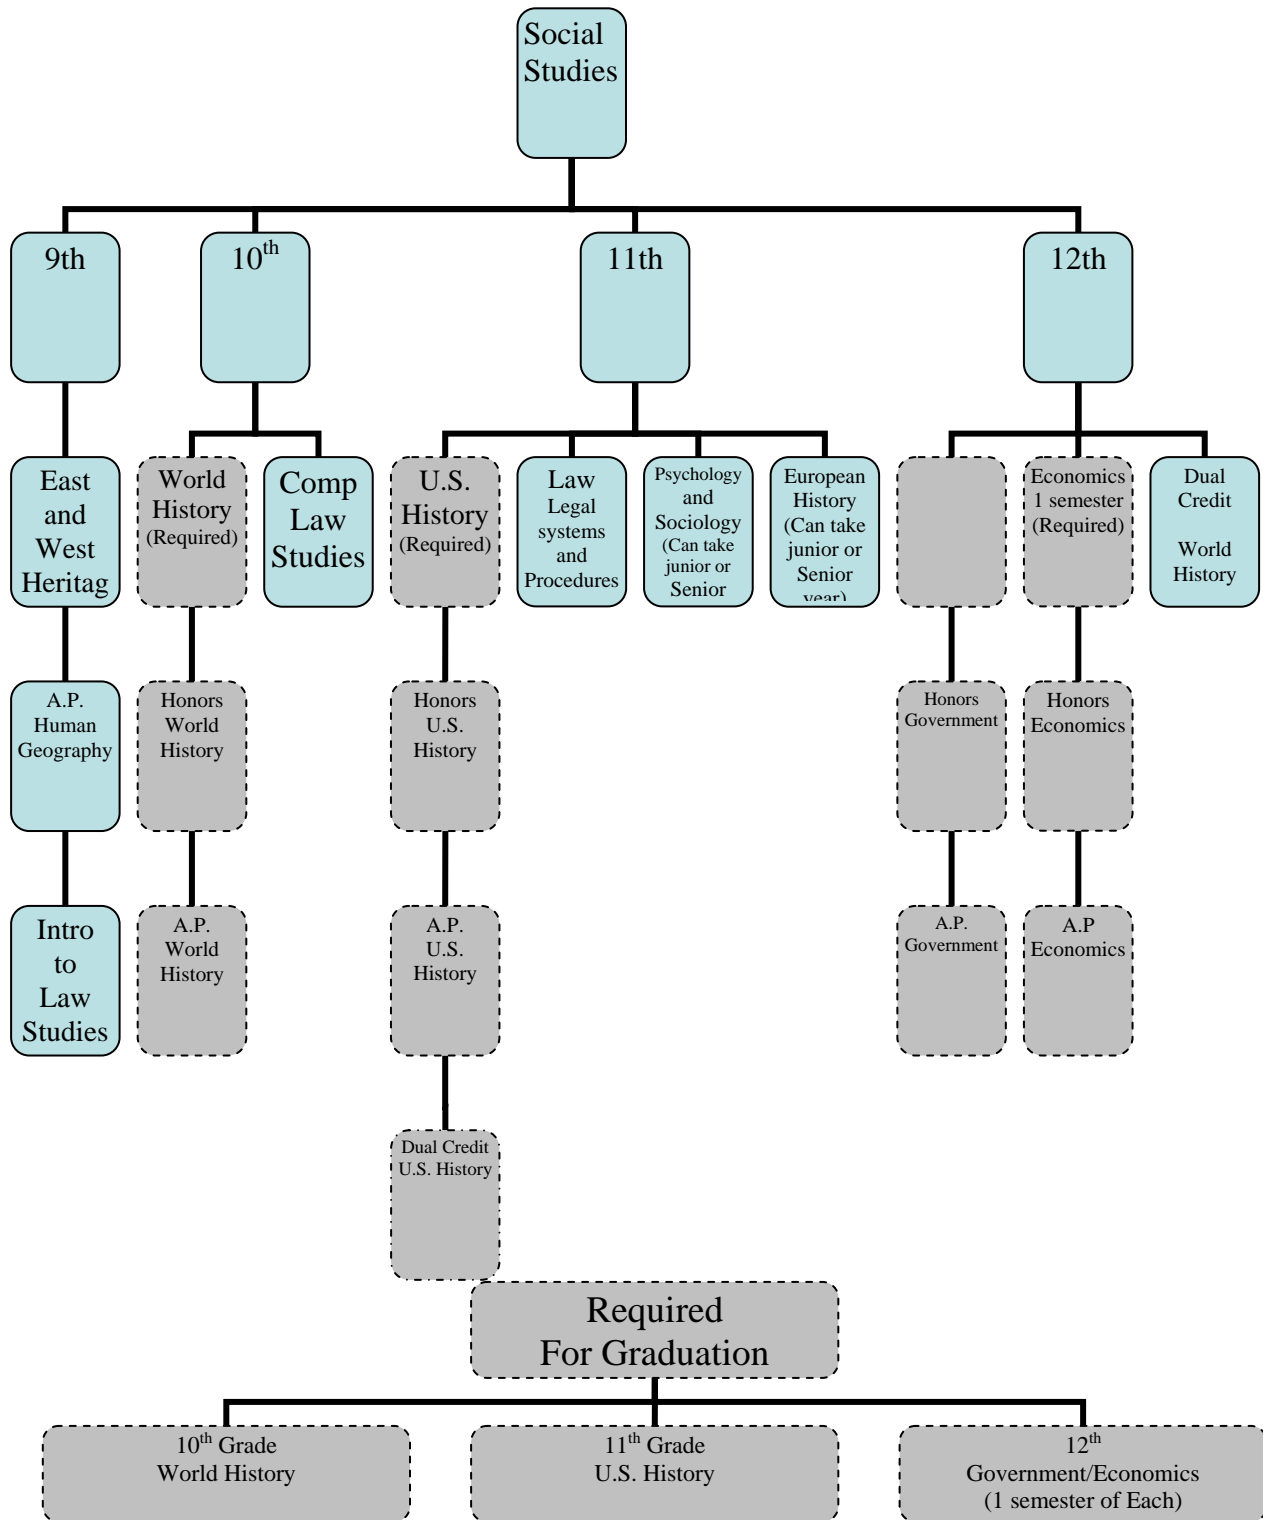 Social
Studies
9th
10th
11th
12th
East
and
West
Heritag
World
History
(Required)
Comp
Law
Studies
U.S.
History
(Required)
Law
Legal
systems
and
Procedures
Psychology
and
Sociology
(Can take
junior or
Senior
European
History
(Can take
junior or
Senior
year)
Economics
1 semester
(Required)
Dual
Credit
World
History
A.P.
Human
Geography
Honors
World
History
Honors
U.S.
History
Honors
Government
Honors
Economics
Intro
to
Law
Studies
A.P.
World
History
A.P.
U.S.
History
A.P.
Government
A.P
Economics
Dual Credit
U.S. History
Required
For Graduation
10th Grade
World History
11th Grade
U.S. History
12th
Government/Economics
(1 semester of Each)